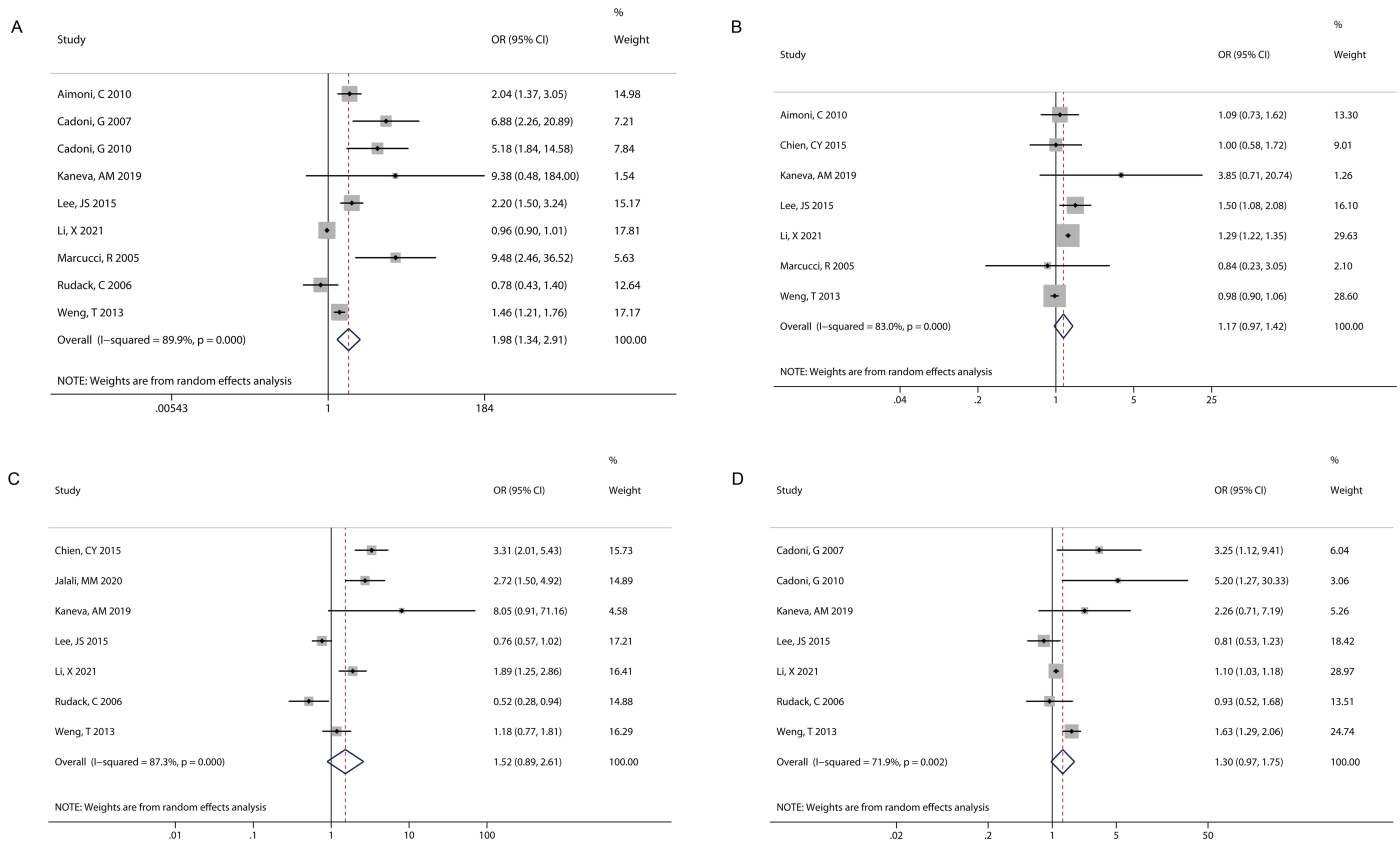 A
%
Study OR (95% CI) Weight
Aimoni, C 2010 2.04 (1.37, 3.05) 14.98
Cadoni, G 2007 6.88 (2.26, 20.89) 7.21
Cadoni, G 2010 5.18 (1.84, 14.58) 7.84
Kaneva, AM 2019 9.38 (0.48, 184.00) 1.54
Lee, JS 2015 2.20 (1.50, 3.24) 15.17
Li, X 2021 0.96 (0.90, 1.01) 17.81
Marcucci, R 2005 9.48 (2.46, 36.52) 5.63
Rudack, C 2006 0.78 (0.43, 1.40) 12.64
Weng, T 2013 1.46 (1.21, 1.76) 17.17
Overall (I−squared = 89.9%, p = 0.000) 1.98 (1.34, 2.91) 100.00
NOTE: Weights are from random effects analysis
.00543 1 184
B
%
Study OR (95% CI) Weight
Aimoni, C 2010 1.09 (0.73, 1.62) 13.30
Chien, CY 2015 1.00 (0.58, 1.72) 9.01
Kaneva, AM 2019 3.85 (0.71, 20.74) 1.26
Lee, JS 2015 1.50 (1.08, 2.08) 16.10
Li, X 2021 1.29 (1.22, 1.35) 29.63
Marcucci, R 2005 0.84 (0.23, 3.05) 2.10
Weng, T 2013 0.98 (0.90, 1.06) 28.60
Overall (I−squared = 83.0%, p = 0.000) 1.17 (0.97, 1.42) 100.00
NOTE: Weights are from random effects analysis
.04 .2 1 5 25
C
%
Study OR (95% CI) Weight
Chien, CY 2015 3.31 (2.01, 5.43) 15.73
Jalali, MM 2020 2.72 (1.50, 4.92) 14.89
Kaneva, AM 2019 8.05 (0.91, 71.16) 4.58
Lee, JS 2015 0.76 (0.57, 1.02) 17.21
Li, X 2021 1.89 (1.25, 2.86) 16.41
Rudack, C 2006 0.52 (0.28, 0.94) 14.88
Weng, T 2013 1.18 (0.77, 1.81) 16.29
Overall (I−squared = 87.3%, p = 0.000) 1.52 (0.89, 2.61) 100.00
NOTE: Weights are from random effects analysis
.01 .1 1 10 100
D
%
Study OR (95% CI) Weight
Cadoni, G 2007 3.25 (1.12, 9.41) 6.04
Cadoni, G 2010 5.20 (1.27, 30.33) 3.06
Kaneva, AM 2019 2.26 (0.71, 7.19) 5.26
Lee, JS 2015 0.81 (0.53, 1.23) 18.42
Li, X 2021 1.10 (1.03, 1.18) 28.97
Rudack, C 2006 0.93 (0.52, 1.68) 13.51
Weng, T 2013 1.63 (1.29, 2.06) 24.74
Overall (I−squared = 71.9%, p = 0.002) 1.30 (0.97, 1.75) 100.00
NOTE: Weights are from random effects analysis
.02 .2 1 5 50